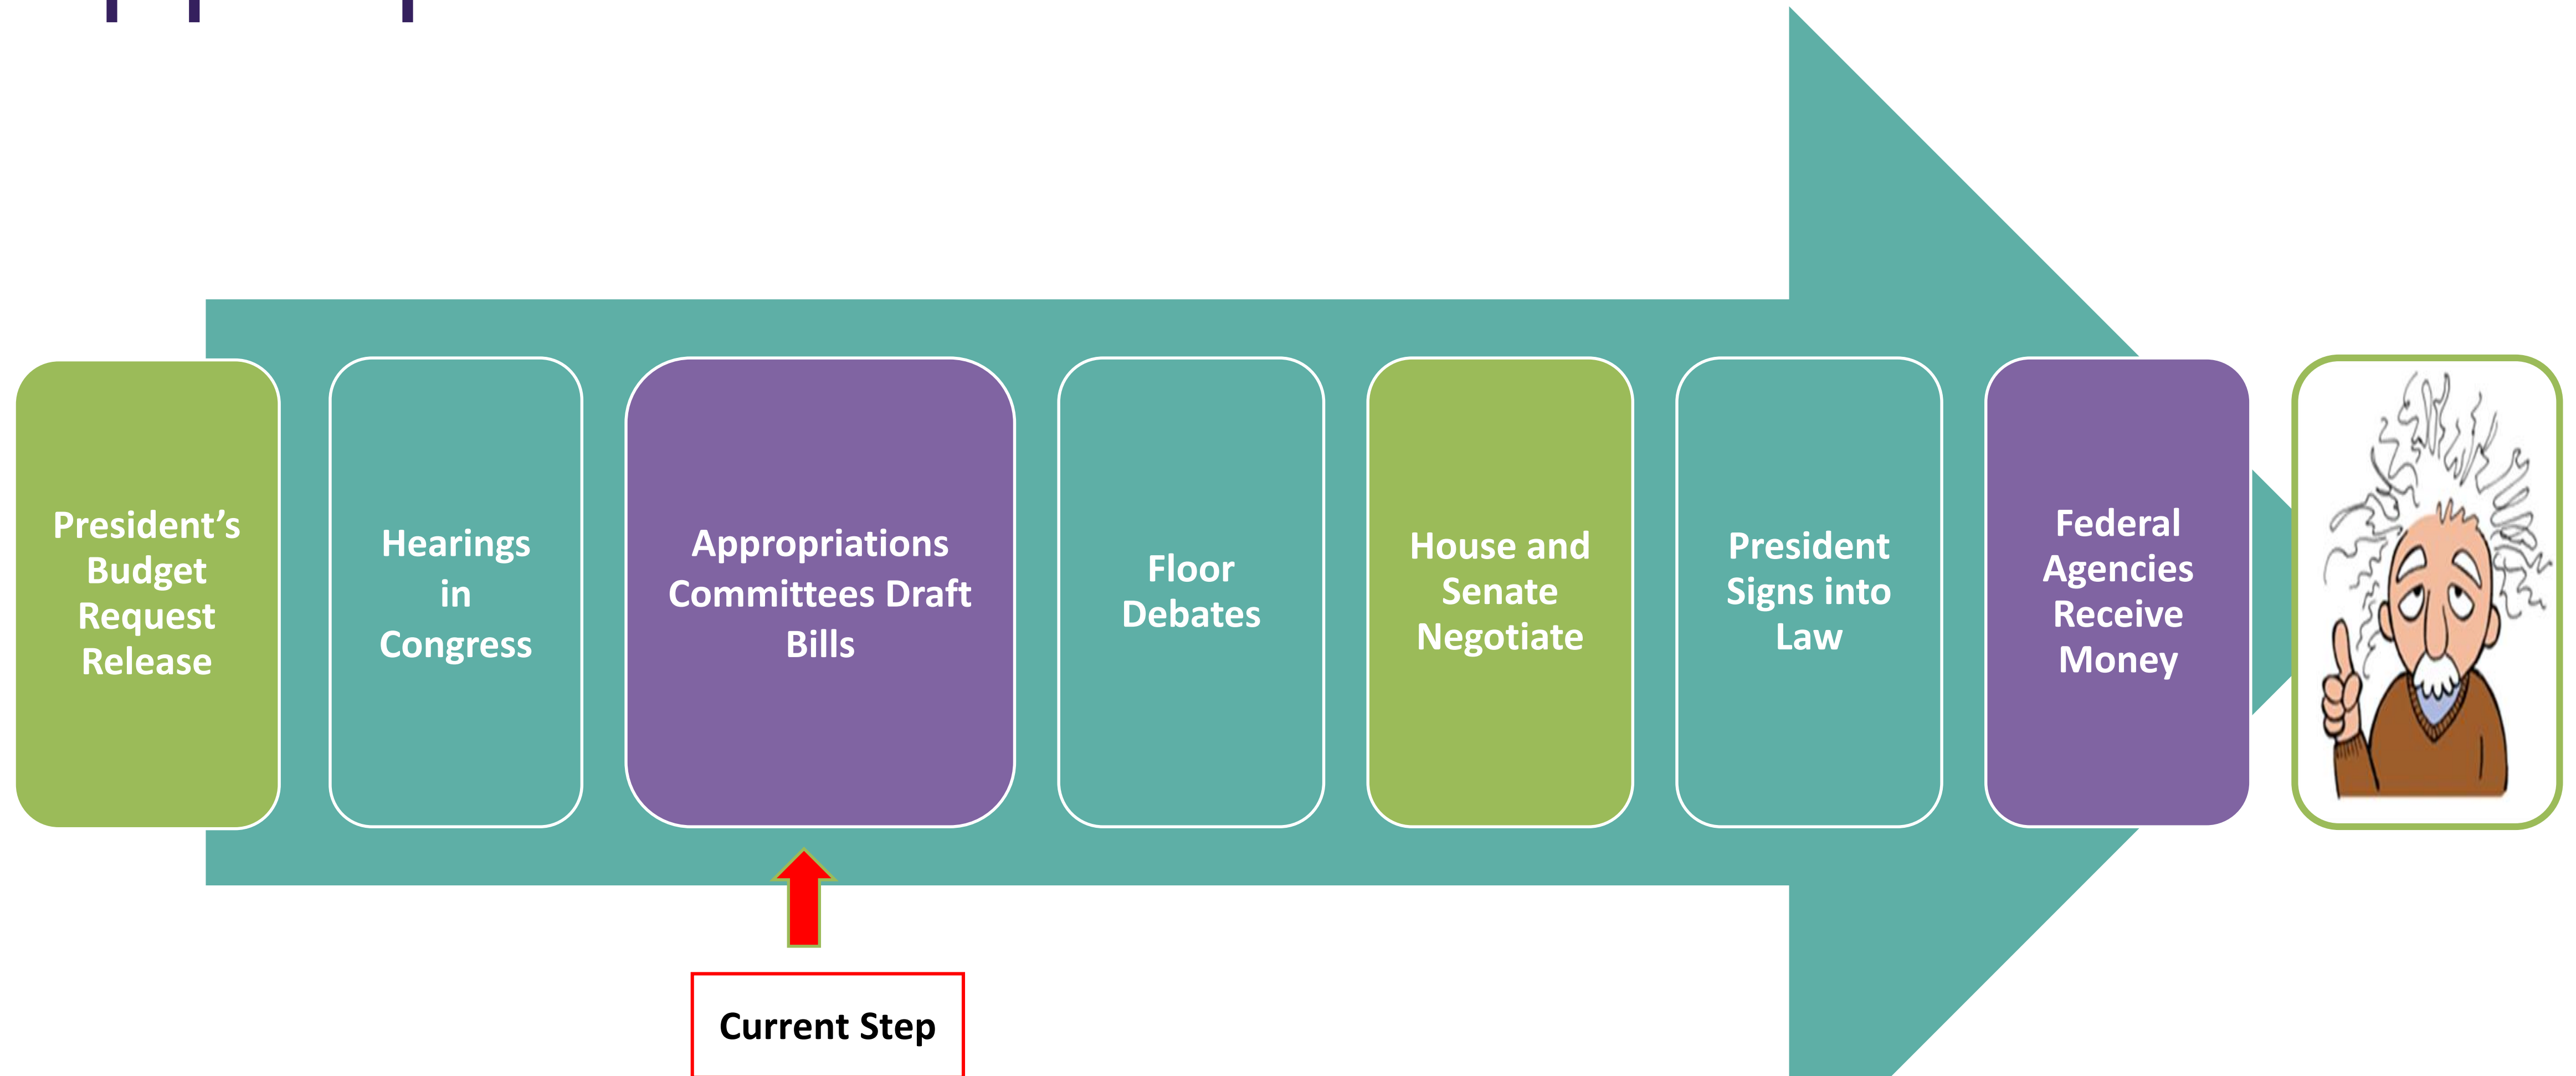 President’s
Budget
Request
Release
Hearings
in
Congress
Appropriations
Committees Draft
Bills
Floor
Debates
House and
Senate
Negotiate
President
Signs into
Law
Federal
Agencies
Receive
Money
Current Step